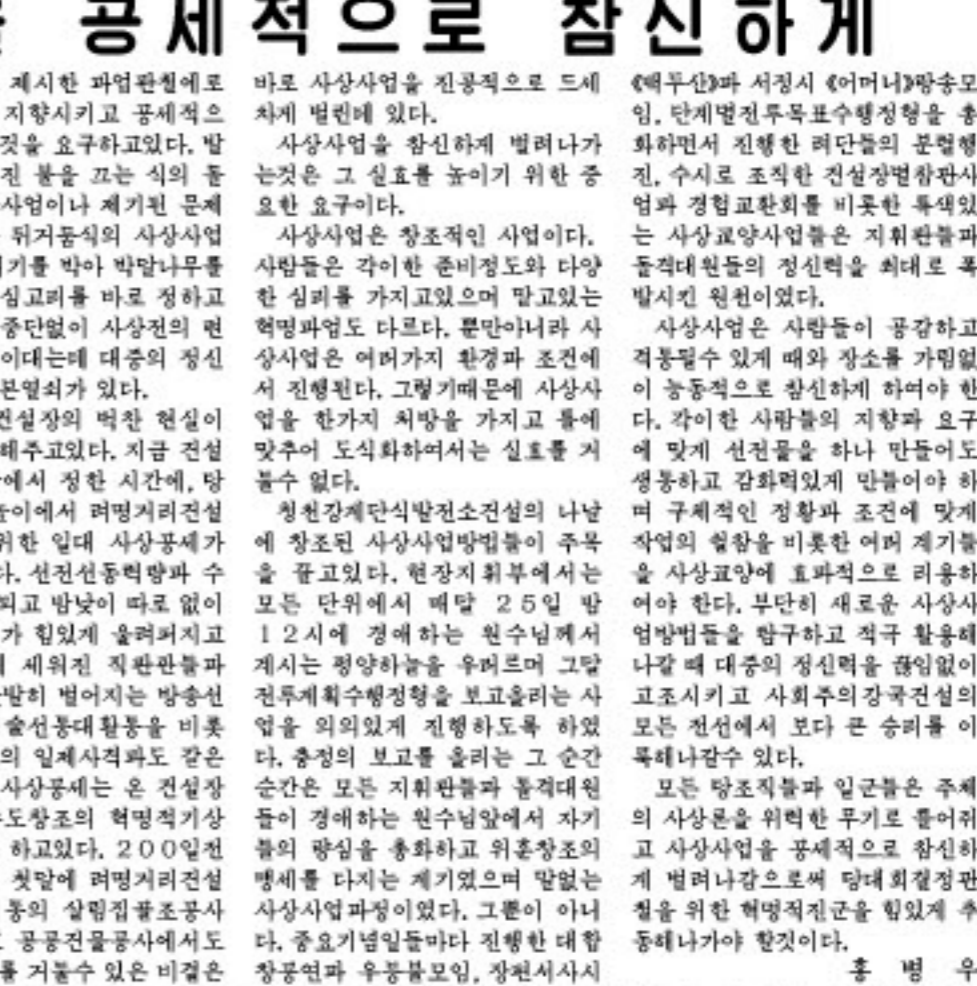 공세적으로 참신하게
제시한 과업관철에로
지향시키고 공세적으
것을 요구하고있다. 발
진 불을 끄는 식의 돌
사업이나 제기된 문제
뒤거둠식의 사상사업
기를 박아 박달나무를
심고리를 바로 정하고
중단없이 사상전의 련
이대는데 대중의 정신
본열쇠가 있다.
건설장의 벅찬 현실이
해주고있다. 지금 건설
에서 정한 시간에, 당
높이에서 려명거리건설
위한 일대 사상공세가
다. 선전선동력량과 수
되고 밤낮이 따로 없이
가 힘있게 울려퍼지고
세워진 직관판들과
발히 벌어지는 방송선
술선동대활동을 비롯
의 일제사격과도 같은
사상공세는 온 건설장
도창조의 혁명적기상
하고있다. 200일전
첫달에 려명거리건설
동의 살림집골조공사
공공건물공사에서도
를 거둘수 있은 비결은
바로 사상사업을 진공적으로 드세
차게 벌린데 있다.
사상사업을 참신하게 벌려나가
는것은 그 실효를 높이기 위한 중
요한 요구이다.
사상사업은 창조적인 사업이다.
사람들은 각이한 준비정도와 다양
한 심리를 가지고있으며 맡고있는
혁명과업도 다르다. 뿐만아니라 사
상사업은 여러가지 환경과 조건에
서 진행된다. 그렇기때문에 사상사
업을 한가지 처방을 가지고 틀에
맞추어 도식화하여서는 실효를 거
둘수 없다.
청천강계단식발전소건설의 나날
에 창조된 사상사업방법들이 주목
을 끌고있다. 현장지휘부에서는
모든 단위에서 매달 25일 밤
12시에 경애하는 원수님께서
계시는 평양하늘을 우러르며 그달
전투계획수행정형을 보고올리는 사
업을 의의있게 진행하도록 하였
다. 충정의 보고를 올리는 그 순간
순간은 모든 지휘관들과 돌격대원
들이 경애하는 원수님앞에서 자기
들의 량심을 총화하고 위훈창조의
맹세를 다지는 계기였으며 말없는
사상사업과정이였다. 그뿐이 아니
다. 중요기념일들마다 진행한 대합
창공연과 우등불모임, 장편서사시
《백두산》과 서정시 《어머니》랑송모
임, 단계별전투목표수행정형을 총
화하면서 진행한 려단들의 분렬행
진, 수시로 조직한 건설장별참관사
업과 경험교환회를 비롯한 특색있
는 사상교양사업들은 지휘관들과
돌격대원들의 정신력을 최대로 폭
발시킨 원천이였다.
사상사업은 사람들이 공감하고
격동될수 있게 때와 장소를 가림없
이 능동적으로 참신하게 하여야 한
다. 각이한 사람들의 지향과 요구
에 맞게 선전물을 하나 만들어도
생동하고 감화력있게 만들어야 하
며 구체적인 정황과 조건에 맞게
작업의 쉴참을 비롯한 여러 계기들
을 사상교양에 효과적으로 리용하
여야 한다. 부단히 새로운 사상사
업방법들을 탐구하고 적극 활용해
나갈 때 대중의 정신력을 끊임없이
고조시키고 사회주의강국건설의
모든 전선에서 보다 큰 승리를 이
룩해나갈수 있다.
모든 당조직들과 일군들은 주체
의 사상론을 위력한 무기로 틀어쥐
고 사상사업을 공세적으로 참신하
게 벌려나감으로써 당대회결정관
철을 위한 혁명적진군을 힘있게 추
동해나가야 할것이다.
홍 병 우